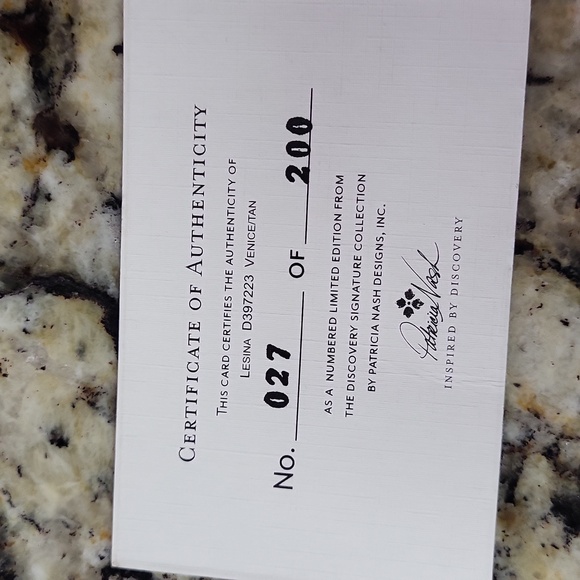 CERTIFICATE OF AUTHENTICITY
THIS CARD CERTIFIES THE AUTHENTICITY OF
LESINA D397223 VENICE/TAN
No. 027 OF 200
AS A NUMBERED LIMITED EDITION FROM
THE DISCOVERY SIGNATURE COLLECTION
BY PATRICIA NASH DESIGNS, INC.
Patricia Nash
INSPIRED BY DISCOVERY